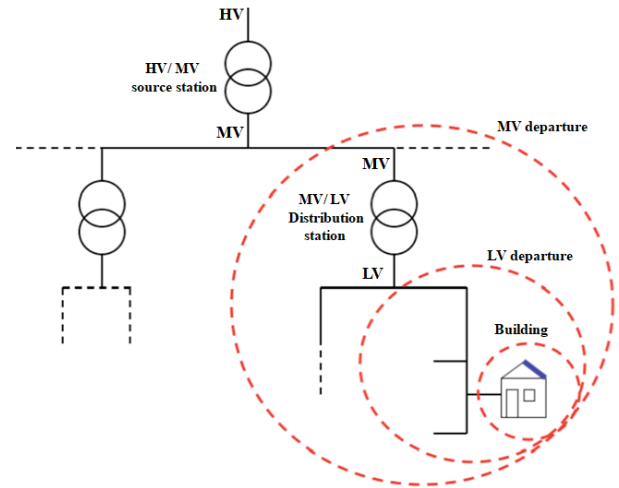 HV
HV/ MV
source station
MV
MV departure
MV
MV/ LV
Distribution
station
LV departure
LV
Building